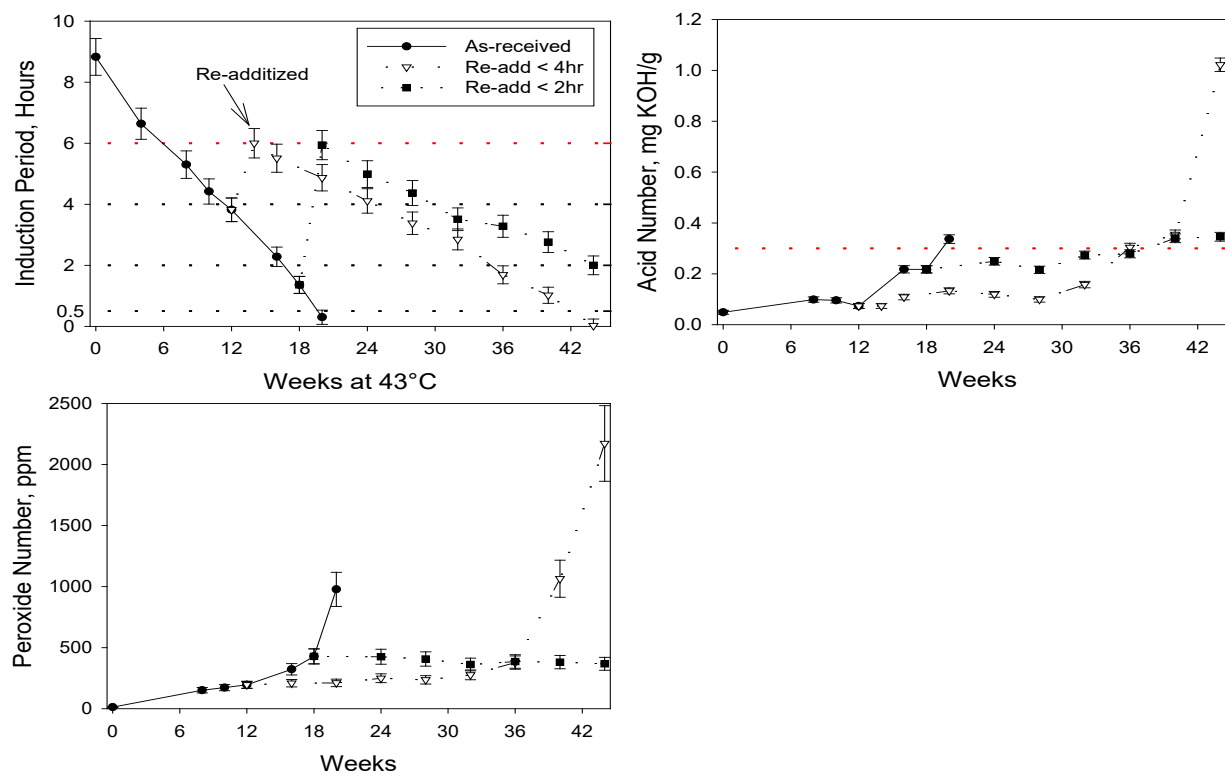 Induction Period, Hours
10
8
6
4
2
0.5
0
As-received
Re-add < 4hr
Re-add < 2hr
Re-additized
0 6 12 18 24 30 36 42
Weeks at 43°C
Acid Number, mg KOH/g
1.2
1.0
0.8
0.6
0.4
0.2
0.0
0 6 12 18 24 30 36 42
Weeks
Peroxide Number, ppm
2500
2000
1500
1000
500
0
0 6 12 18 24 30 36 42
Weeks